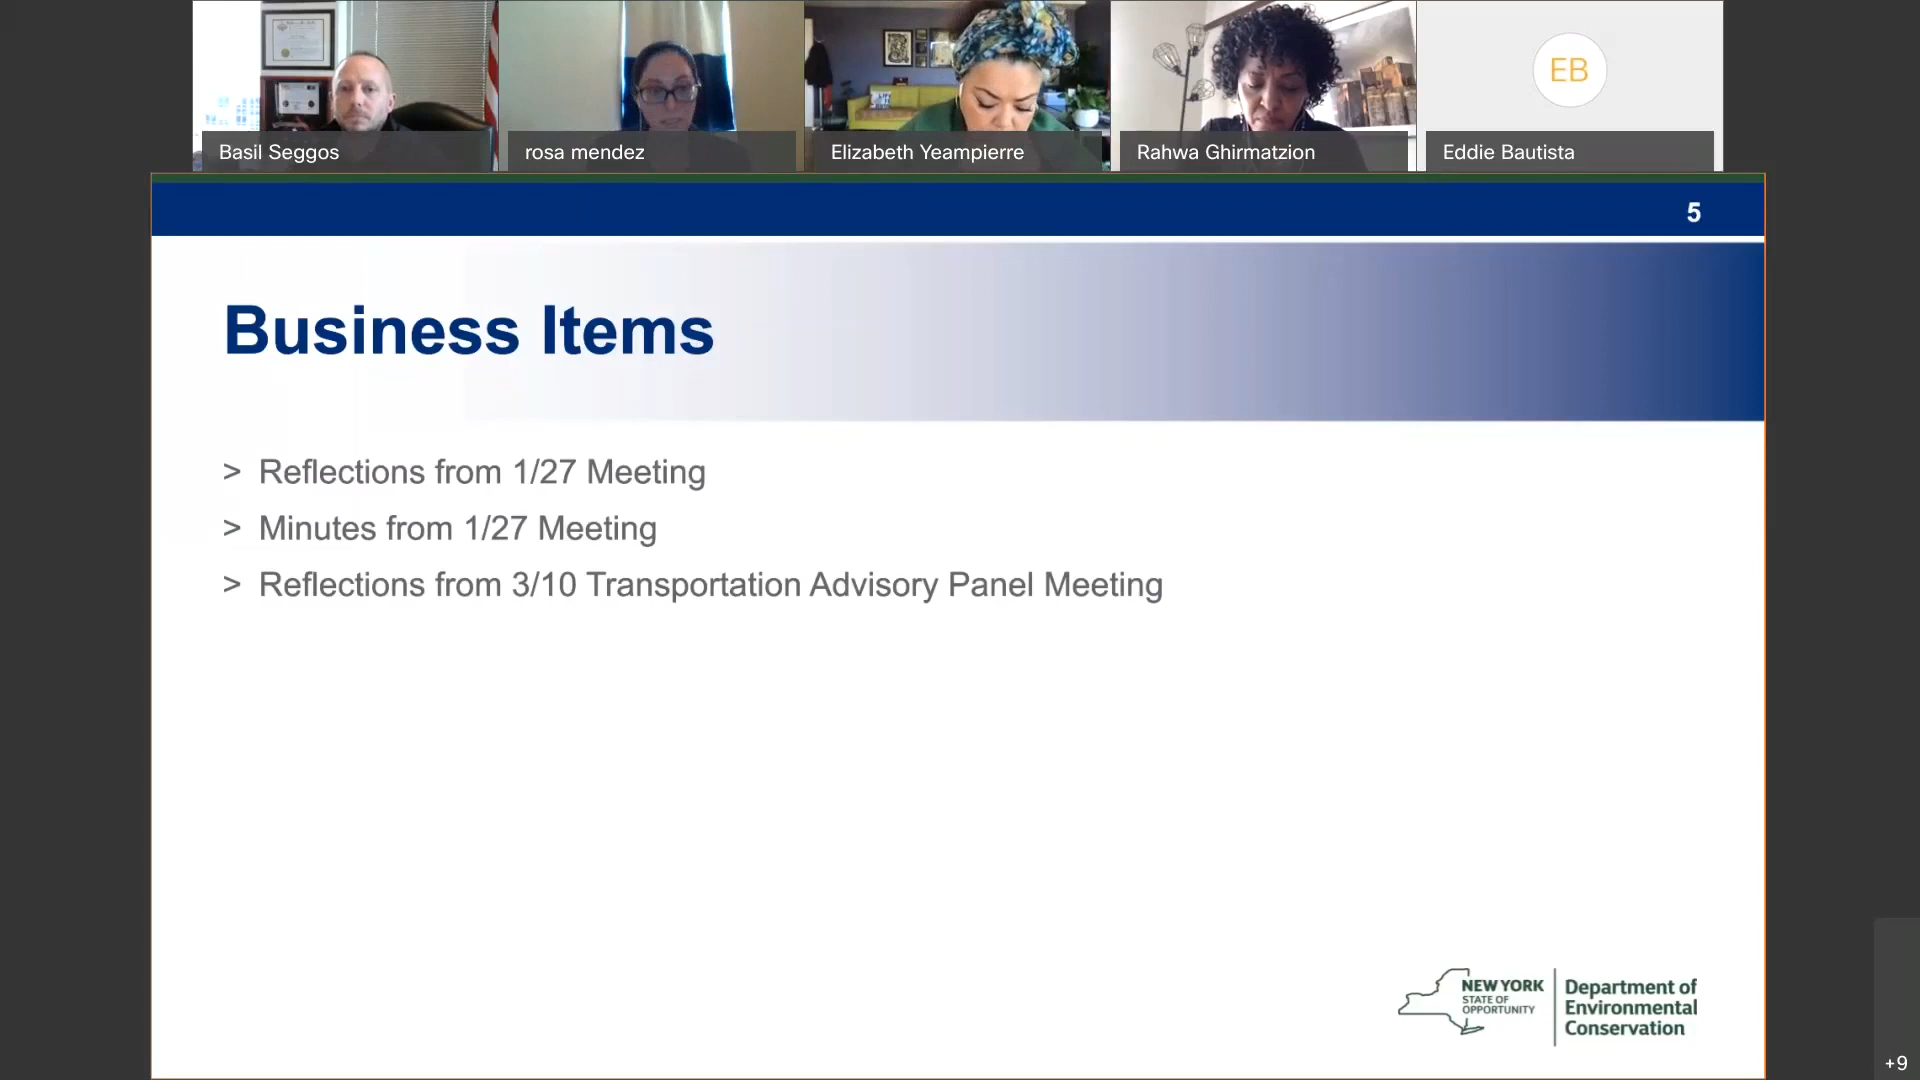 Basil Seggos
rosa mendez
Elizabeth Yeampierre
Rahwa Ghirmatzion
EB
Eddie Bautista
5
Business Items
> Reflections from 1/27 Meeting
> Minutes from 1/27 Meeting
> Reflections from 3/10 Transportation Advisory Panel Meeting
NEW YORK
STATE OF
OPPORTUNITY
Department of
Environmental
Conservation
+9